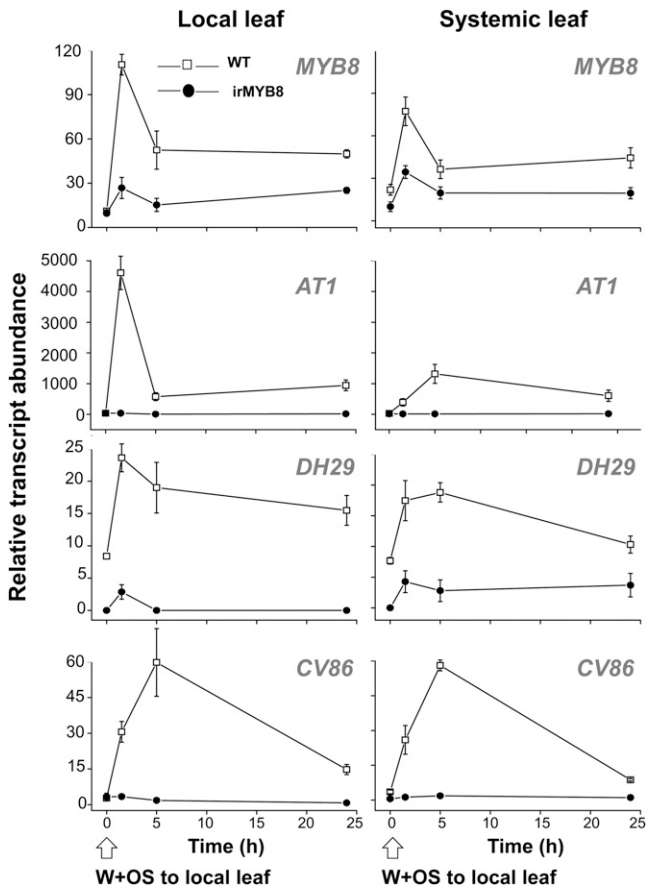 Local leaf
Systemic leaf
Relative transcript abundance
WT
irMYB8
MYB8
120
90
60
30
0
MYB8
AT1
5000
4000
3000
2000
1000
0
AT1
DH29
25
20
15
10
5
0
DH29
CV86
60
45
30
15
0
CV86
0 5 10 15 20 25
0 5 10 15 20 25
Time (h)
Time (h)
W+OS to local leaf
W+OS to local leaf